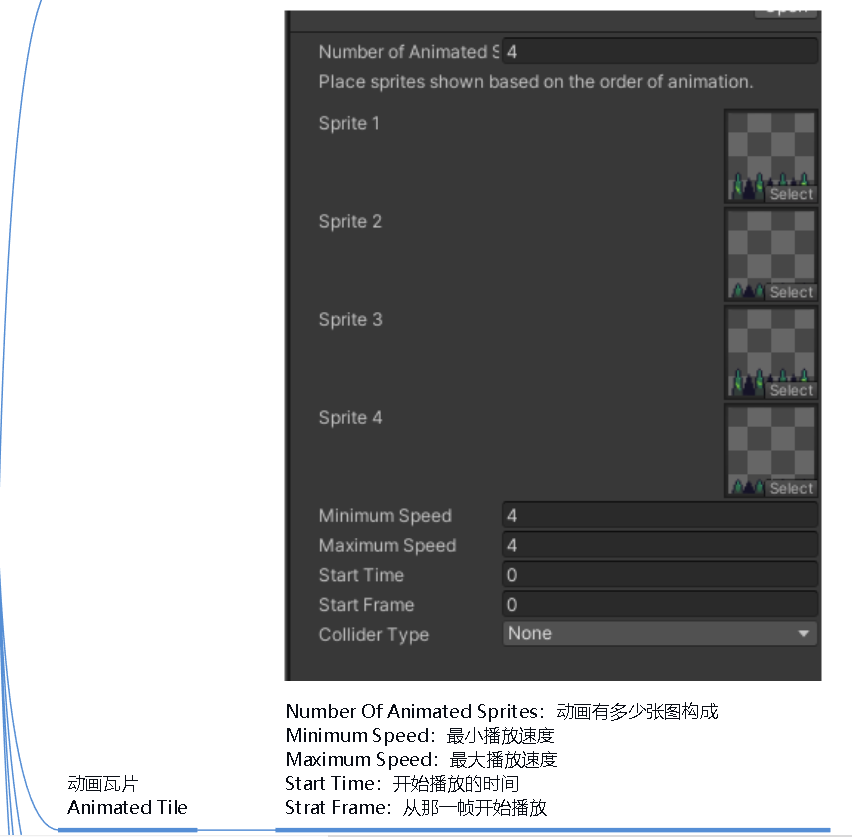 Open
Number of Animated S 4
Place sprites shown based on the order of animation.
Sprite 1
Select
Sprite 2
Select
Sprite 3
Select
Sprite 4
Select
Minimum Speed 4
Maximum Speed 4
Start Time 0
Start Frame 0
Collider Type None
Number Of Animated Sprites：动画有多少张图构成
Minimum Speed：最小播放速度
Maximum Speed：最大播放速度
Start Time：开始播放的时间
Strat Frame：从那一帧开始播放
动画瓦片
Animated Tile